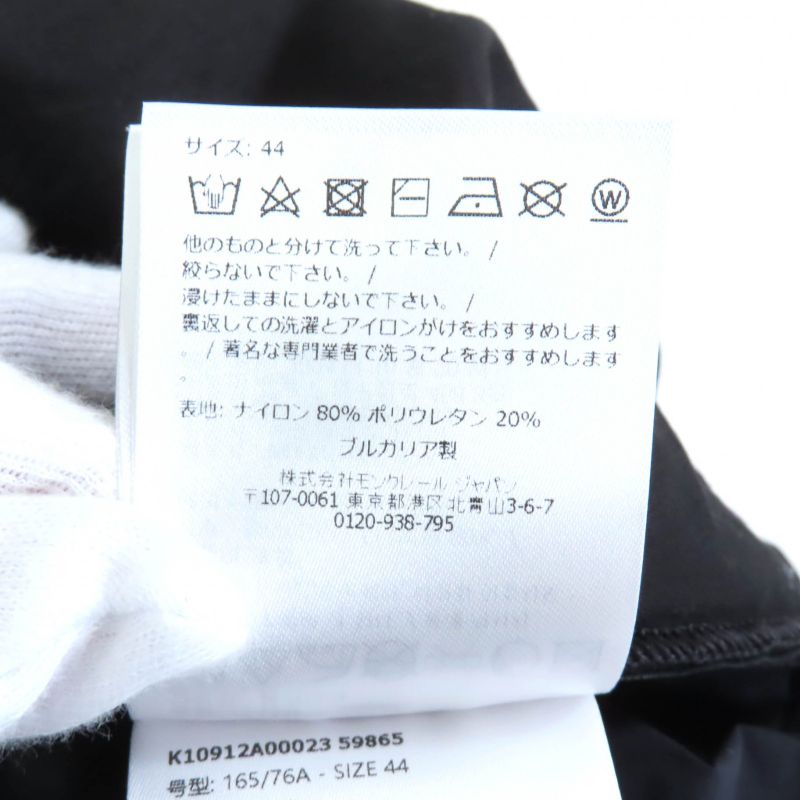 サイズ: 44
W
他のものと分けて洗って下さい。 /
絞らないで下さい。 /
浸けたままにしないで下さい。 /
裏返しての洗濯とアイロンがけをおすすめします
。 / 著名な専門業者で洗うことをおすすめします
。
表地: ナイロン 80% ポリウレタン 20%
ブルガリア製
株式会社モンクレール ジャパン
〒107-0061 東京都港区北青山3-6-7
0120-938-795
K10912A00023 59865
号型: 165/76A - SIZE 44